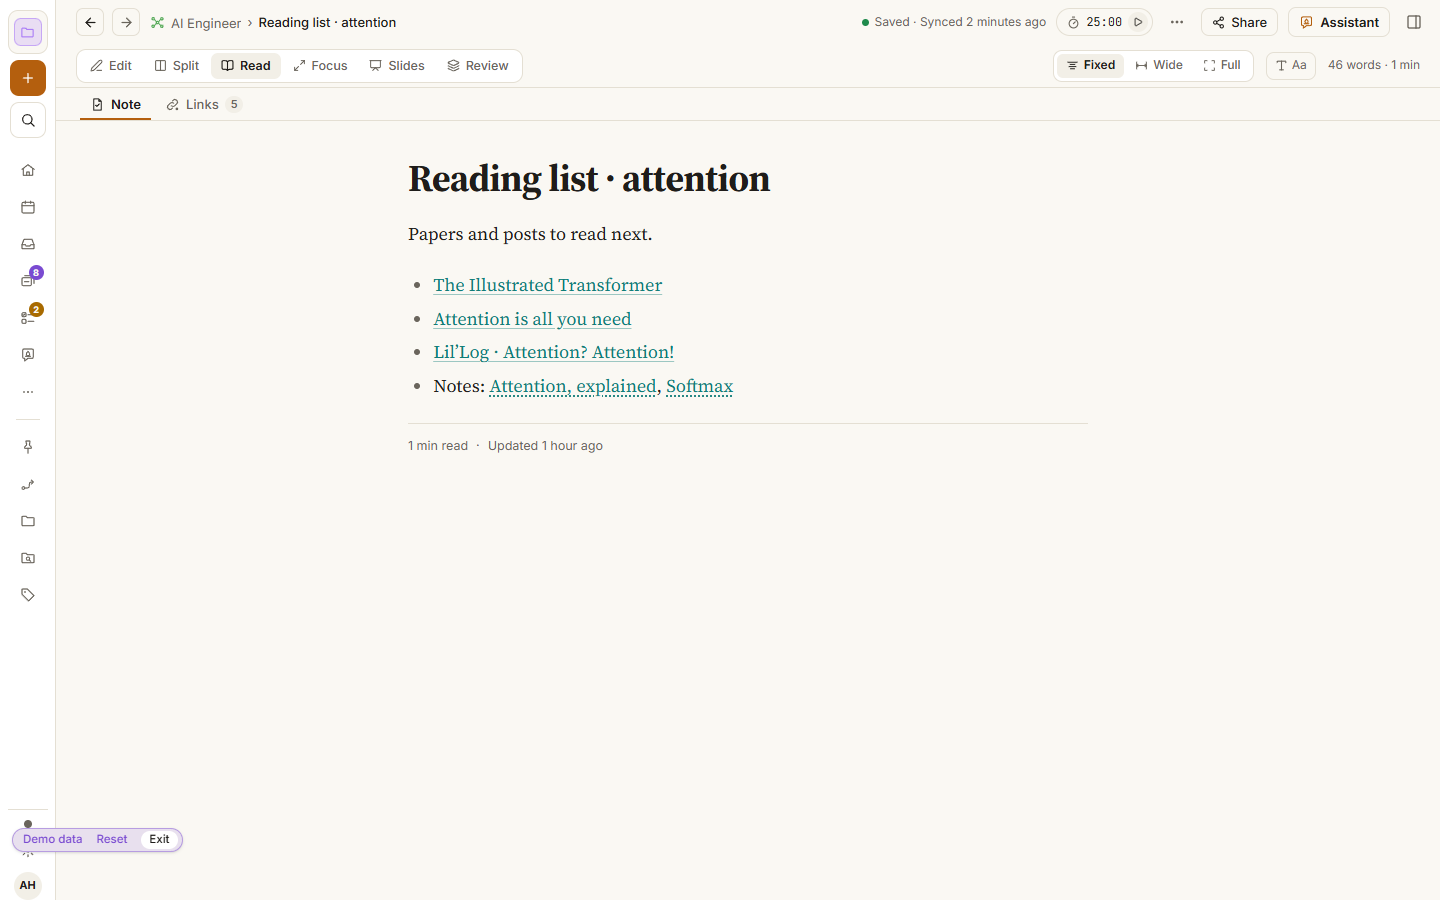 AI Engineer › Reading list · attention
Saved · Synced 2 minutes ago
25:00
Share
Assistant
Edit
Split
Read
Focus
Slides
Review
Fixed
Wide
Full
Aa
46 words · 1 min
Note
Links 5
8
2
Reading list · attention
Papers and posts to read next.
The Illustrated Transformer
Attention is all you need
Lil’Log · Attention? Attention!
Notes: Attention, explained, Softmax
1 min read · Updated 1 hour ago
Demo data Reset Exit
AH